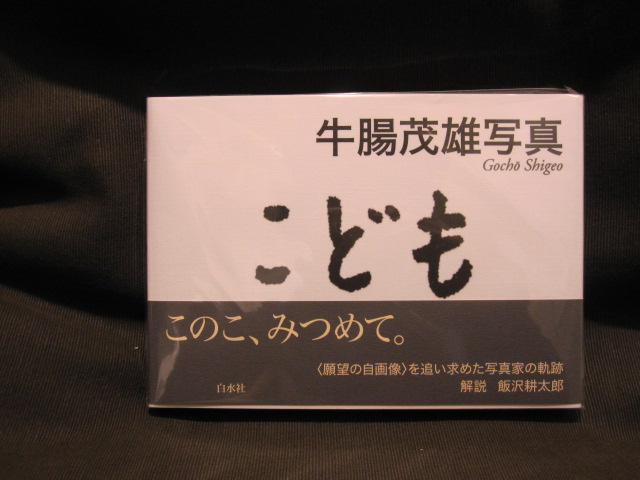 牛腸茂雄写真
Gochō Shigeo
こども
このこ、みつめて。
〈願望の自画像〉を追い求めた写真家の軌跡
解説 飯沢耕太郎
白水社